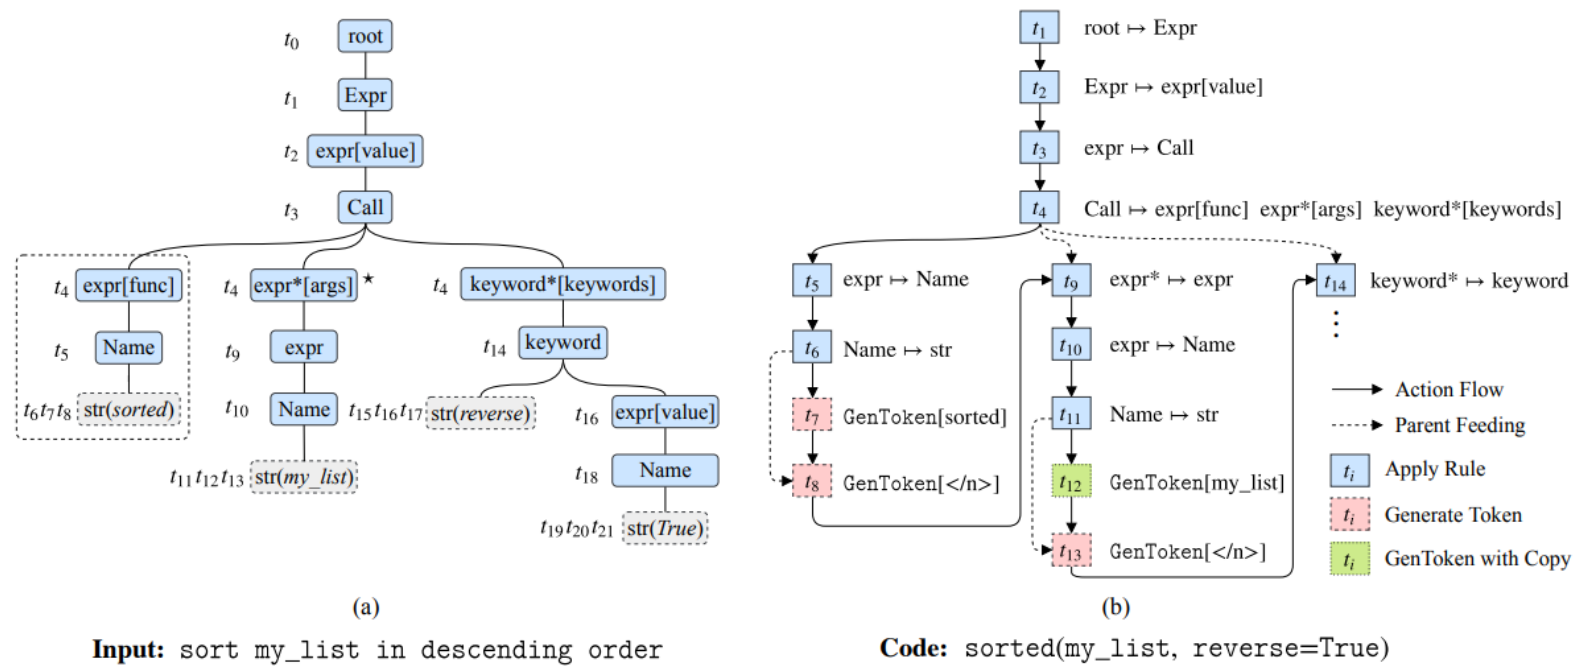 t0 root
t1 Expr
t2 expr[value]
t3 Call
t4 expr[func]
t4 expr*[args] ★
t4 keyword*[keywords]
t5 Name
t9 expr
t14 keyword
t6t7t8 str(sorted)
t10 Name
t15t16t17 str(reverse)
t16 expr[value]
t11t12t13 str(my_list)
t18 Name
t19t20t21 str(True)
(a)
Input: sort my_list in descending order
t1 root ↦ Expr
t2 Expr ↦ expr[value]
t3 expr ↦ Call
t4 Call ↦ expr[func] expr*[args] keyword*[keywords]
t5 expr ↦ Name
t6 Name ↦ str
t7 GenToken[sorted]
t8 GenToken[</n>]
t9 expr* ↦ expr
t10 expr ↦ Name
t11 Name ↦ str
t12 GenToken[my_list]
t13 GenToken[</n>]
t14 keyword* ↦ keyword
Action Flow
Parent Feeding
ti Apply Rule
ti Generate Token
ti GenToken with Copy
(b)
Code: sorted(my_list, reverse=True)